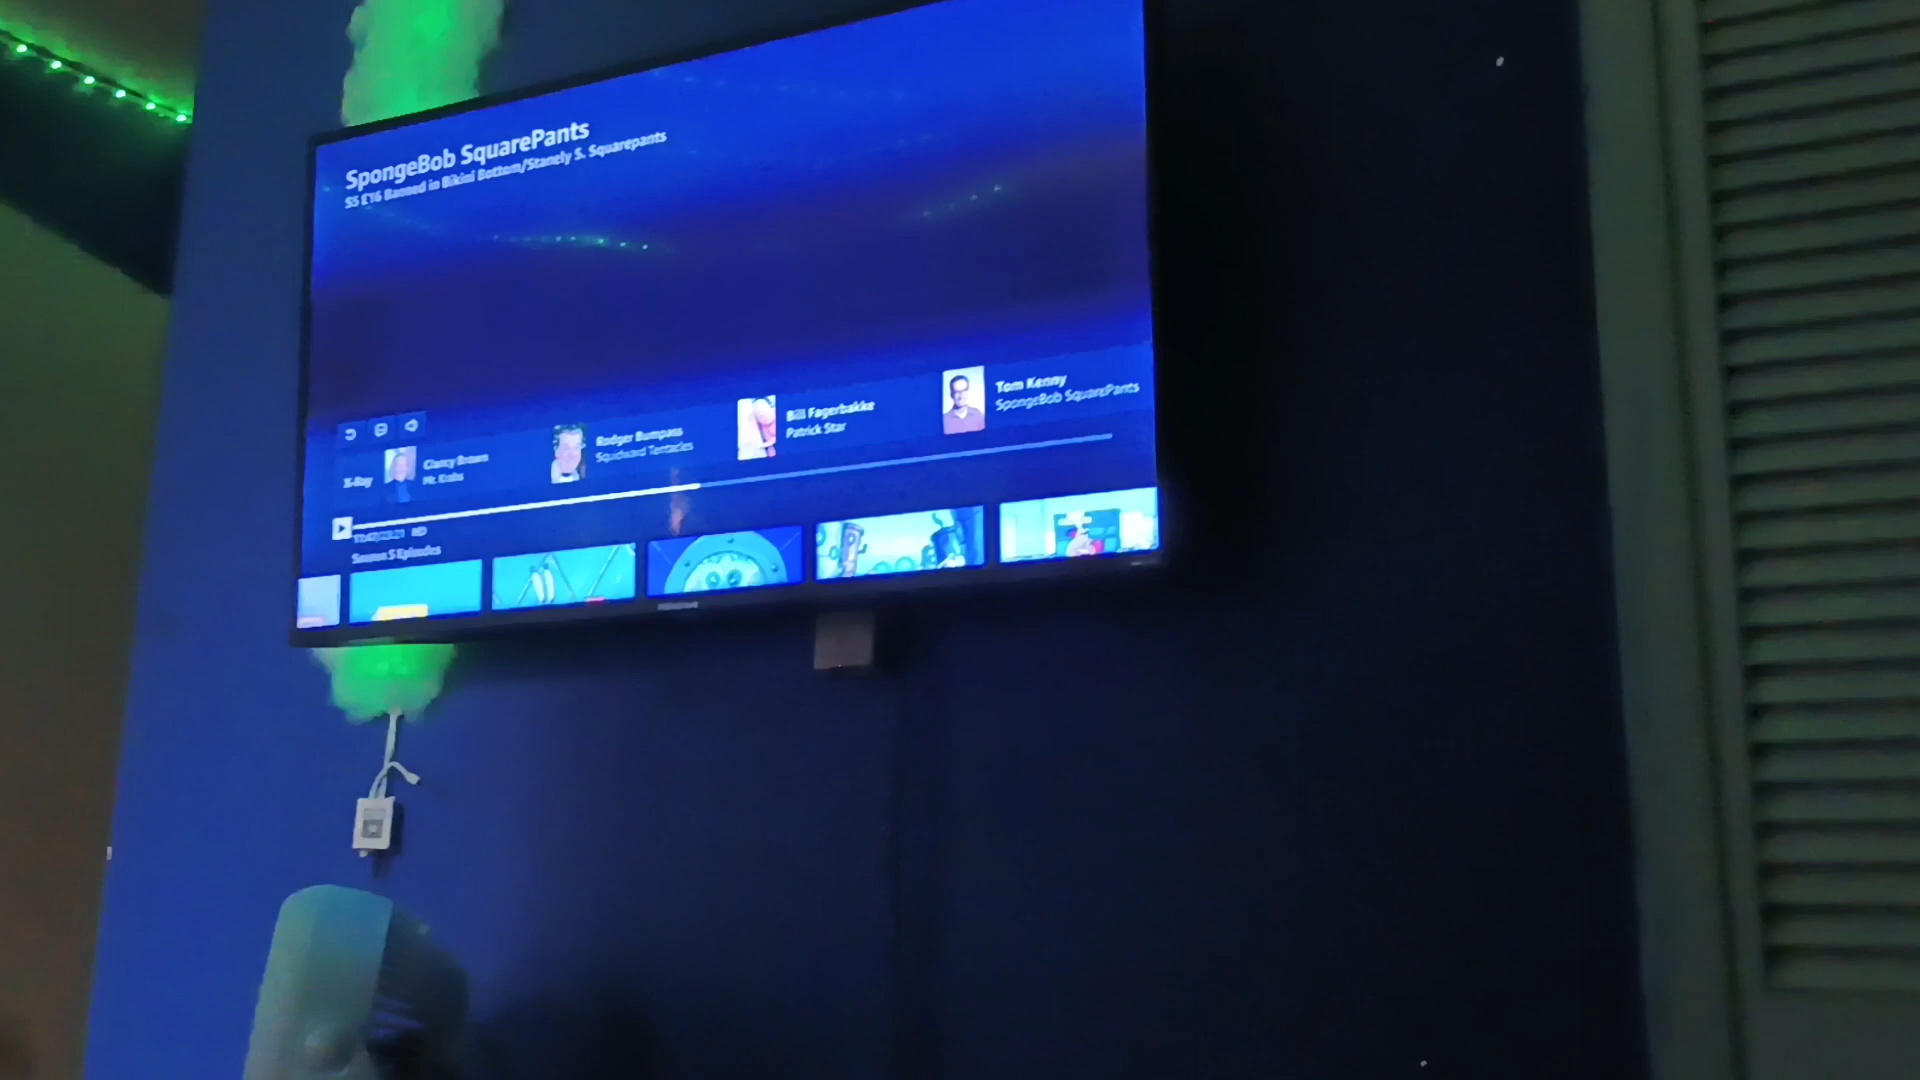 SpongeBob SquarePants
S5 E16 Banned in Bikini Bottom/Stanely S. Squarepants
X-Ray
Clancy Brown
Mr. Krabs
Rodger Bumpass
Squidward Tentacles
Bill Fagerbakke
Patrick Star
Tom Kenny
SpongeBob SquarePants
HD
Season 5 Episodes